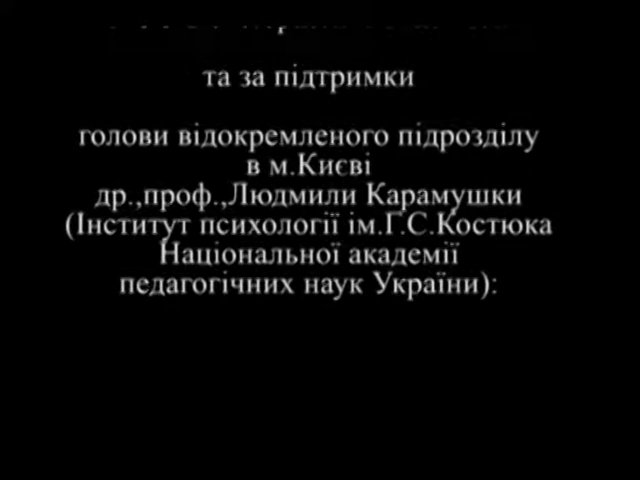 та за підтримки
голови відокремленого підрозділу
в м.Києві
др.,проф.,Людмили Карамушки
(Інститут психології ім.Г.С.Костюка
Національної академії
педагогічних наук України):